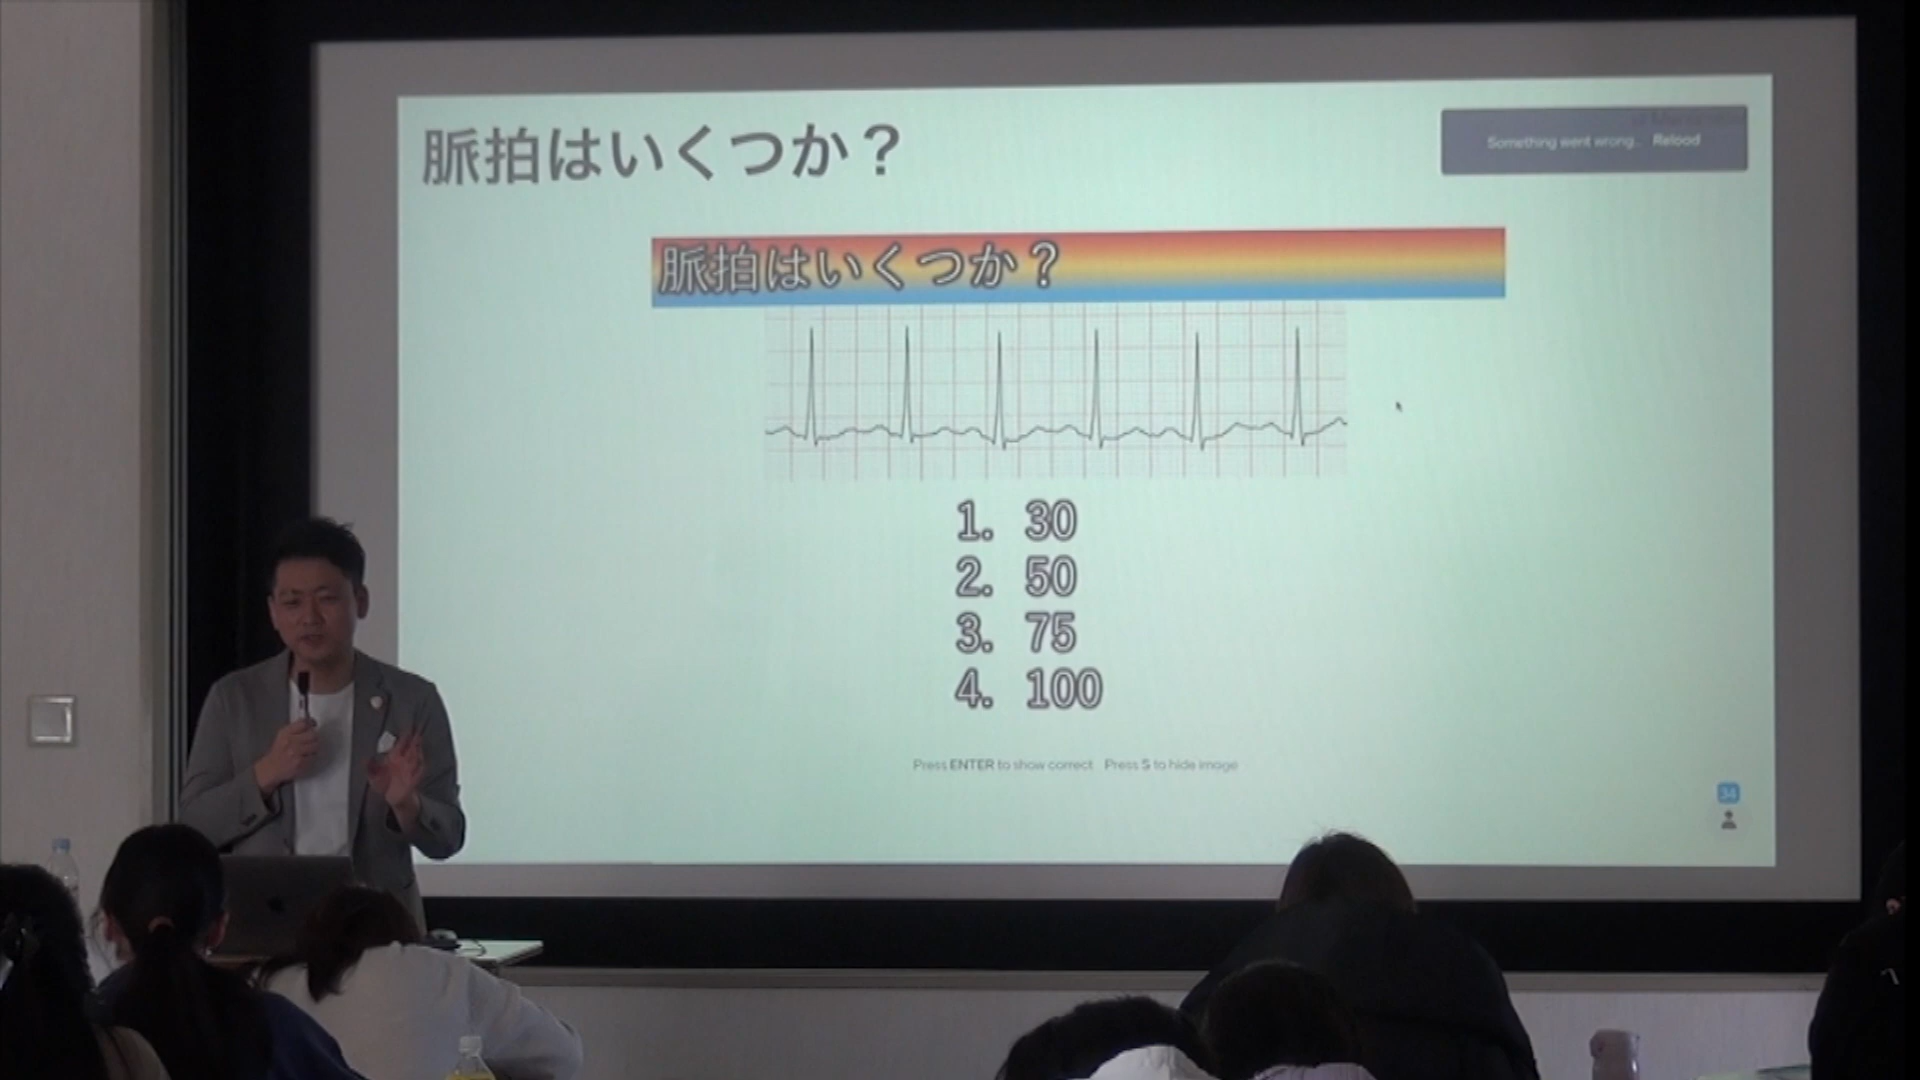 脈拍はいくつか？
Something went wrong. Reload
脈拍はいくつか？
1. 30
2. 50
3. 75
4. 100
Press ENTER to show correct Press S to hide image
34